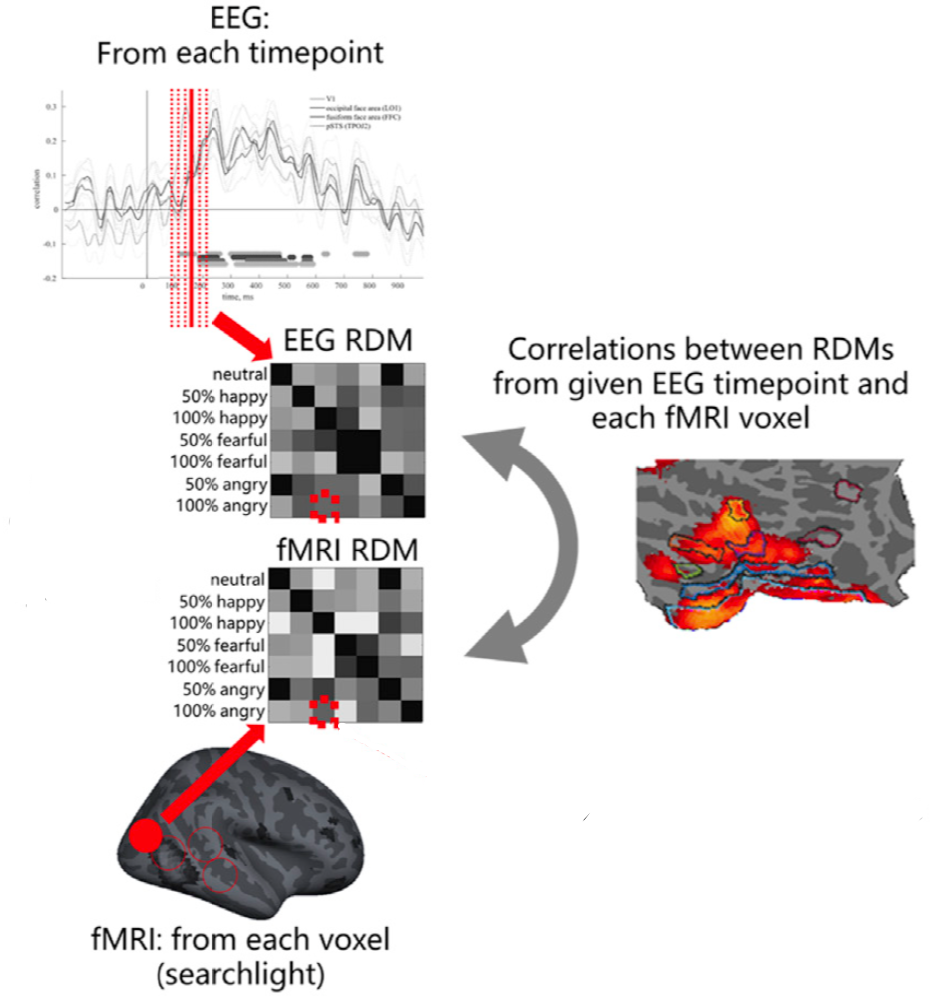 EEG:
From each timepoint
V1
occipital face area (LO1)
fusiform face area (FFC)
pSTS (TPOJ2)
0.3
0.2
0.1
0
-0.1
-0.2
correlation
0 100 200 300 400 500 600 700 800 900
time, ms
EEG RDM
neutral
50% happy
100% happy
50% fearful
100% fearful
50% angry
100% angry
Correlations between RDMs
from given EEG timepoint and
each fMRI voxel
fMRI RDM
neutral
50% happy
100% happy
50% fearful
100% fearful
50% angry
100% angry
fMRI: from each voxel
(searchlight)